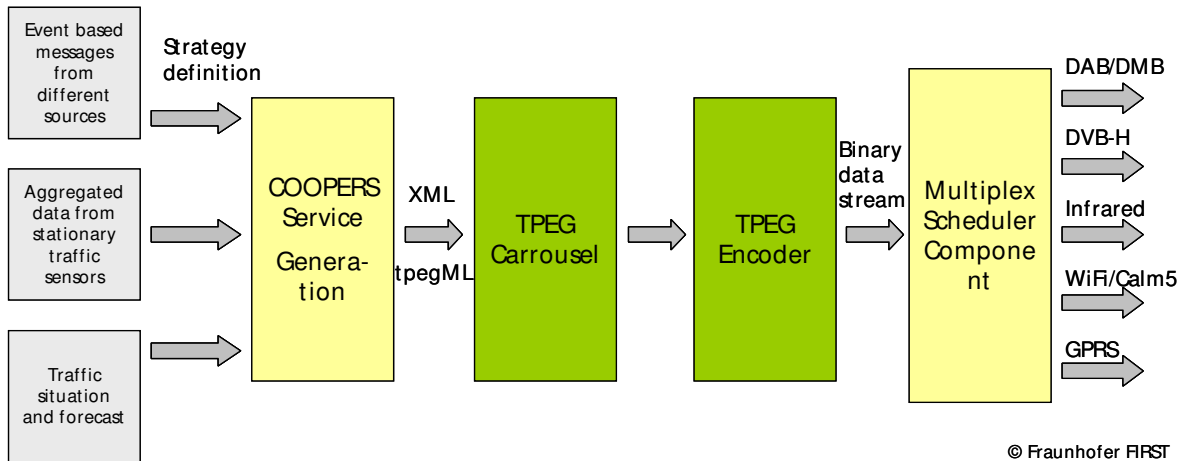 Event based
messages
from
different
sources
Aggregated
data from
stationary
traffic
sensors
Traffic
situation
and forecast
Strategy
definition
COOPERS
Service
Genera-
tion
XML
tpegML
TPEG
Carrousel
TPEG
Encoder
Binary
data
stream
Multiplex
Scheduler
Compone
nt
DAB/DMB
DVB-H
Infrared
WiFi/Calm5
GPRS
© Fraunhofer FIRST